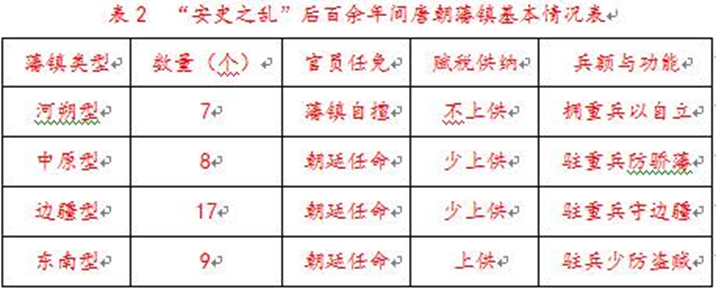 表2 “安史之乱”后百余年间唐朝藩镇基本情况表
藩镇类型 数量（个） 官员任免 赋税供纳 兵额与功能
河朔型 7 藩镇自擅 不上供 拥重兵以自立
中原型 8 朝廷任命 少上供 驻重兵防骄藩
边疆型 17 朝廷任命 少上供 驻重兵守边疆
东南型 9 朝廷任命 上供 驻兵少防盗贼